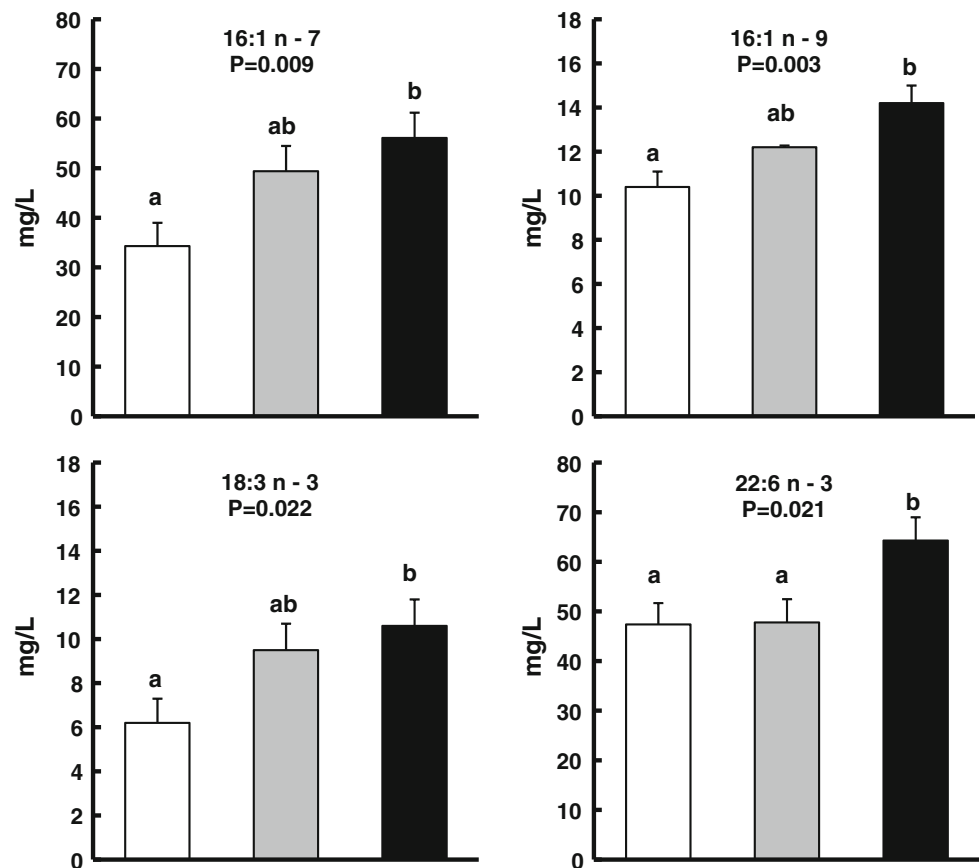 80
70
60
50
40
30
20
10
0
mg/L
16:1 n - 7
P=0.009
a
ab
b
18
16
14
12
10
8
6
4
2
0
mg/L
16:1 n - 9
P=0.003
a
ab
b
18
16
14
12
10
8
6
4
2
0
mg/L
18:3 n - 3
P=0.022
a
ab
b
80
70
60
50
40
30
20
10
0
mg/L
22:6 n - 3
P=0.021
a
a
b